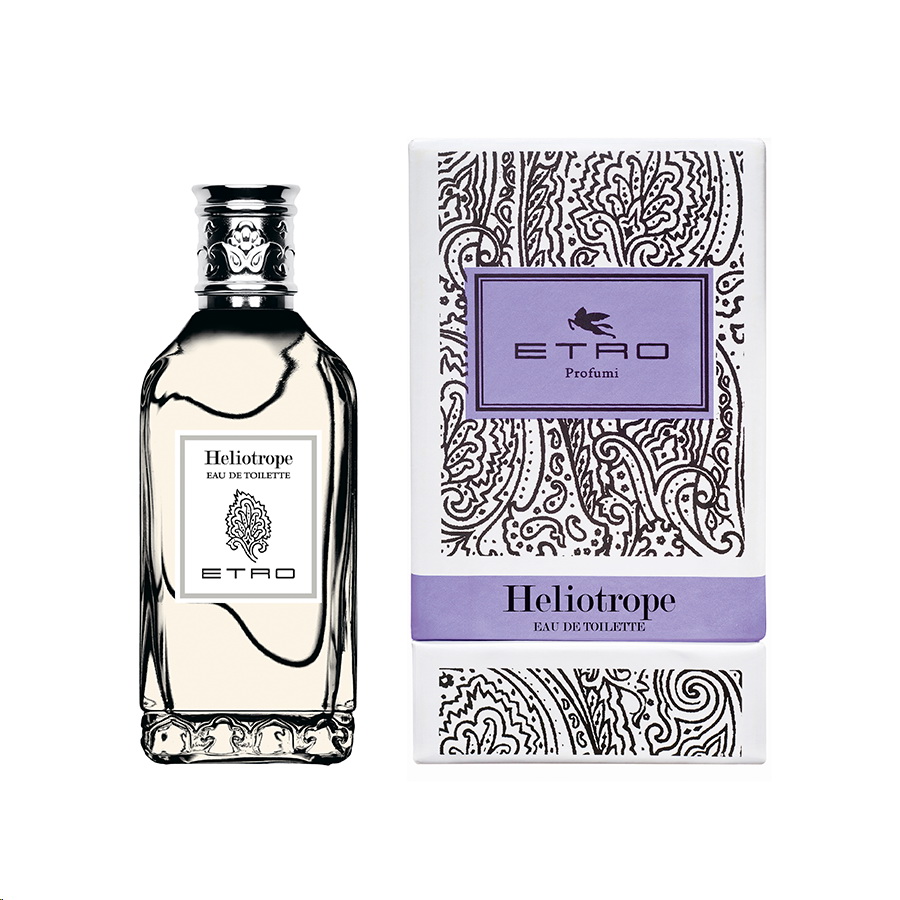 Heliotrope
EAU DE TOILETTE
ETRO
ETRO
Profumi
Heliotrope
EAU DE TOILETTE